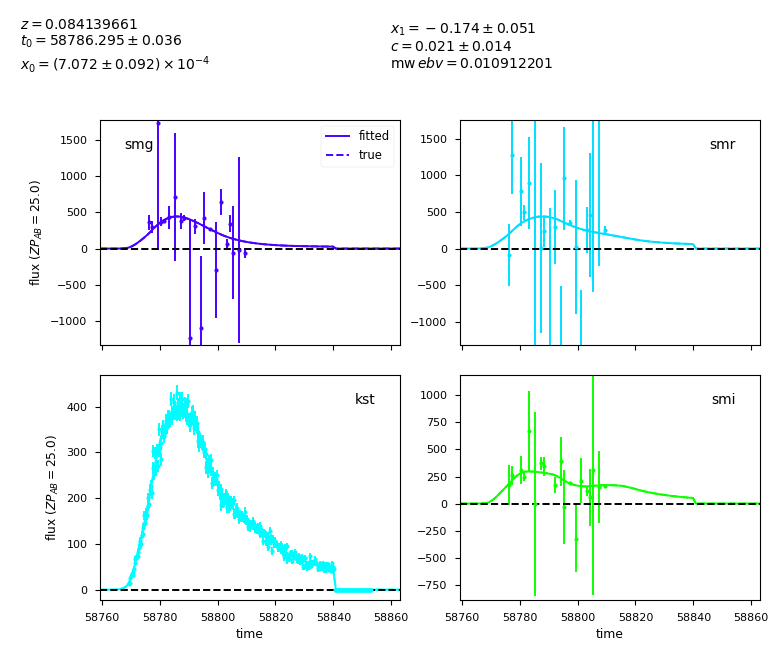 z = 0.084139661
t₀ = 58786.295 ± 0.036
x₀ = (7.072 ± 0.092) × 10⁻⁴
x₁ = −0.174 ± 0.051
c = 0.021 ± 0.014
mw ebv = 0.010912201
smg
fitted
true
1500
1000
500
0
−500
−1000
flux (ZP_AB = 25.0)
smr
1500
1000
500
0
−500
−1000
kst
400
300
200
100
0
flux (ZP_AB = 25.0)
58760 58780 58800 58820 58840 58860
time
smi
1000
750
500
250
0
−250
−500
−750
58760 58780 58800 58820 58840 58860
time